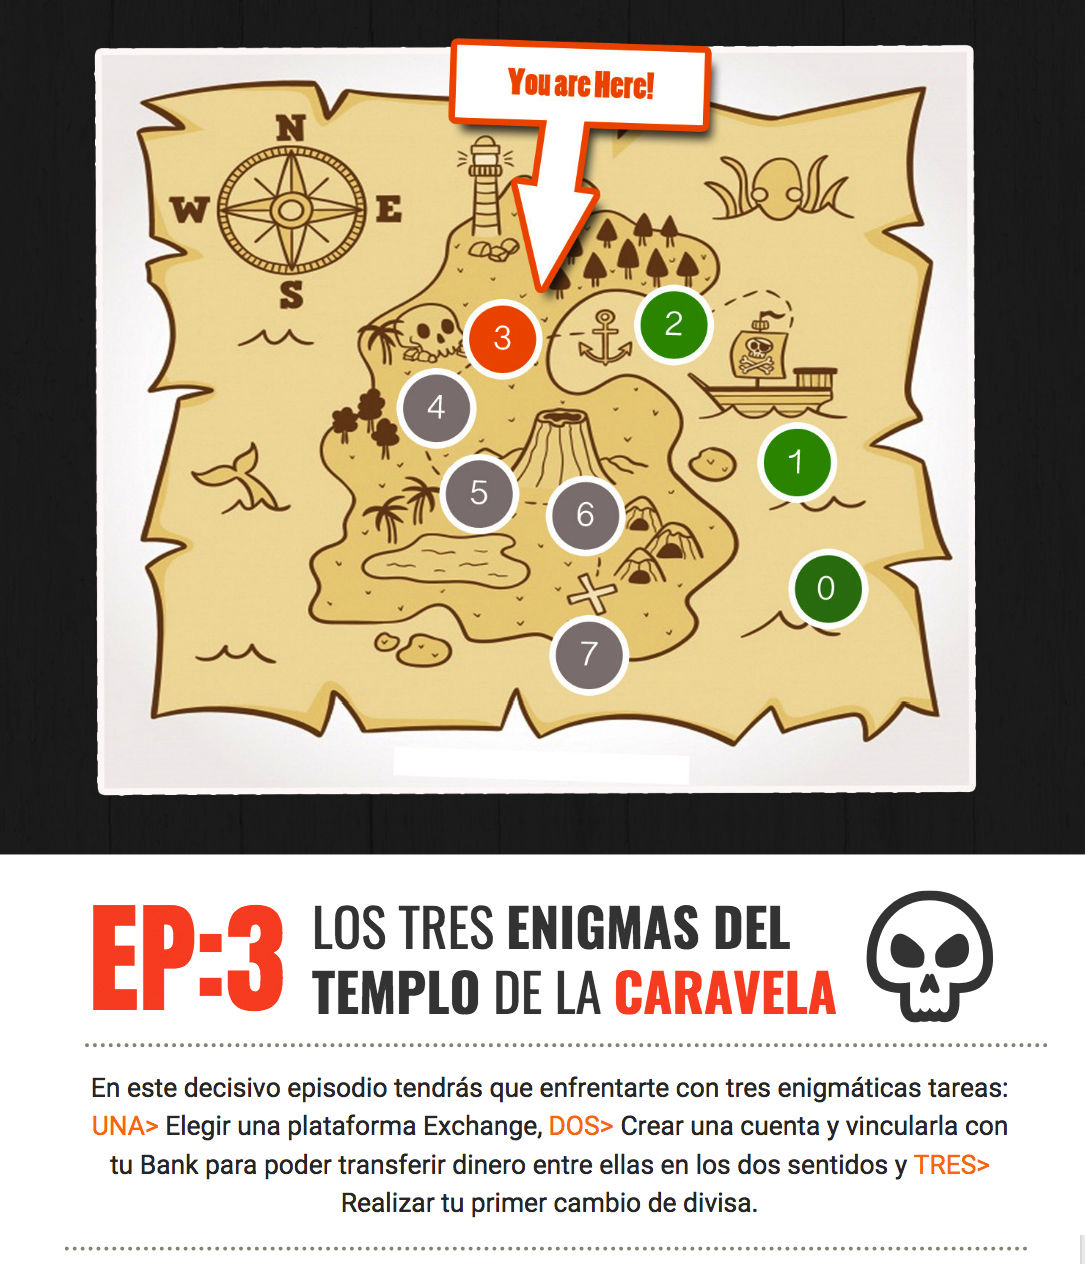 You are Here!
N
W
E
S
3
2
4
1
5
6
0
7
EP:3
LOS TRES ENIGMAS DEL
TEMPLO DE LA CARAVELA
En este decisivo episodio tendrás que enfrentarte con tres enigmáticas tareas:
UNA> Elegir una plataforma Exchange, DOS> Crear una cuenta y vincularla con
tu Bank para poder transferir dinero entre ellas en los dos sentidos y TRES>
Realizar tu primer cambio de divisa.